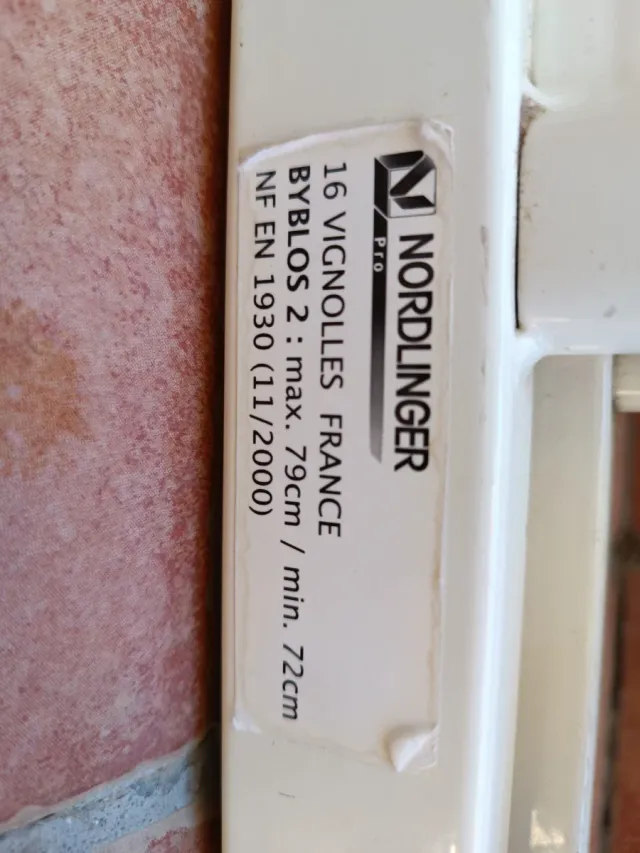 NORDLINGER
Pro
16 VIGNOLLES FRANCE
BYBLOS 2 : max. 79cm / min. 72cm
NF EN 1930 (11/2000)